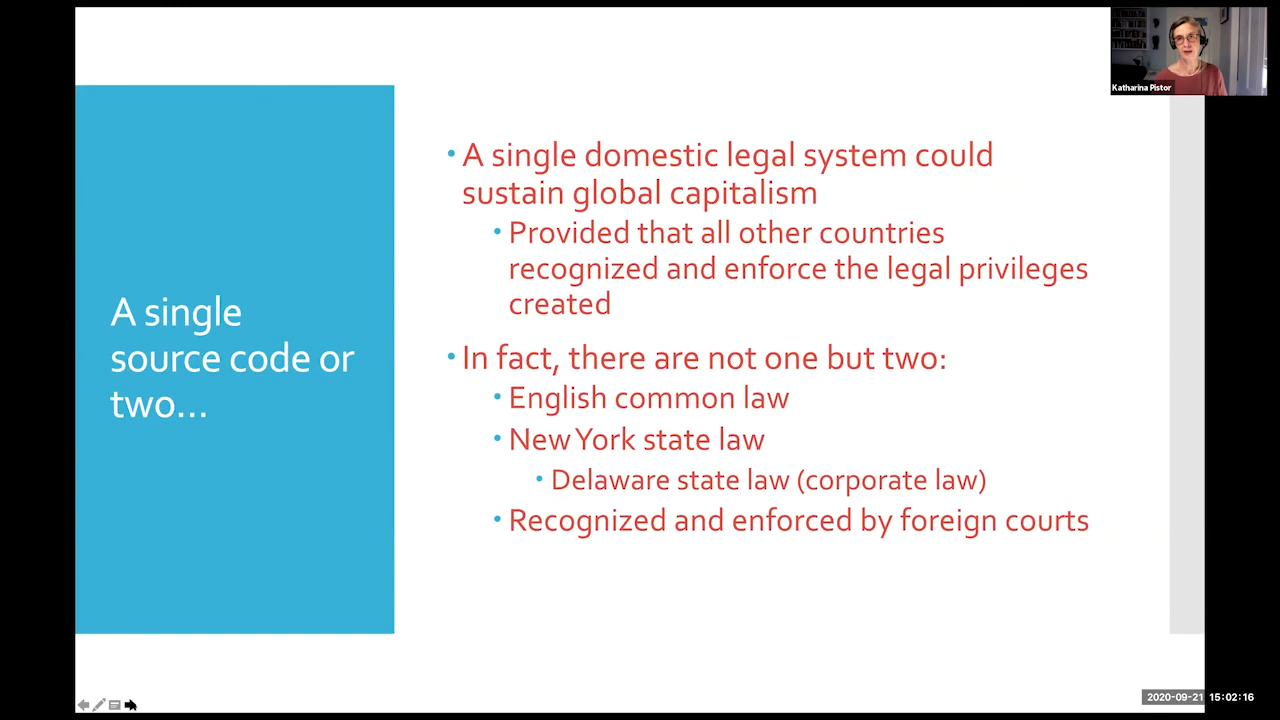 Katharina Pistor
A single
source code or
two...
• A single domestic legal system could
sustain global capitalism
• Provided that all other countries
recognized and enforce the legal privileges
created
• In fact, there are not one but two:
• English common law
• New York state law
• Delaware state law (corporate law)
• Recognized and enforced by foreign courts
2020-09-21 15:02:16